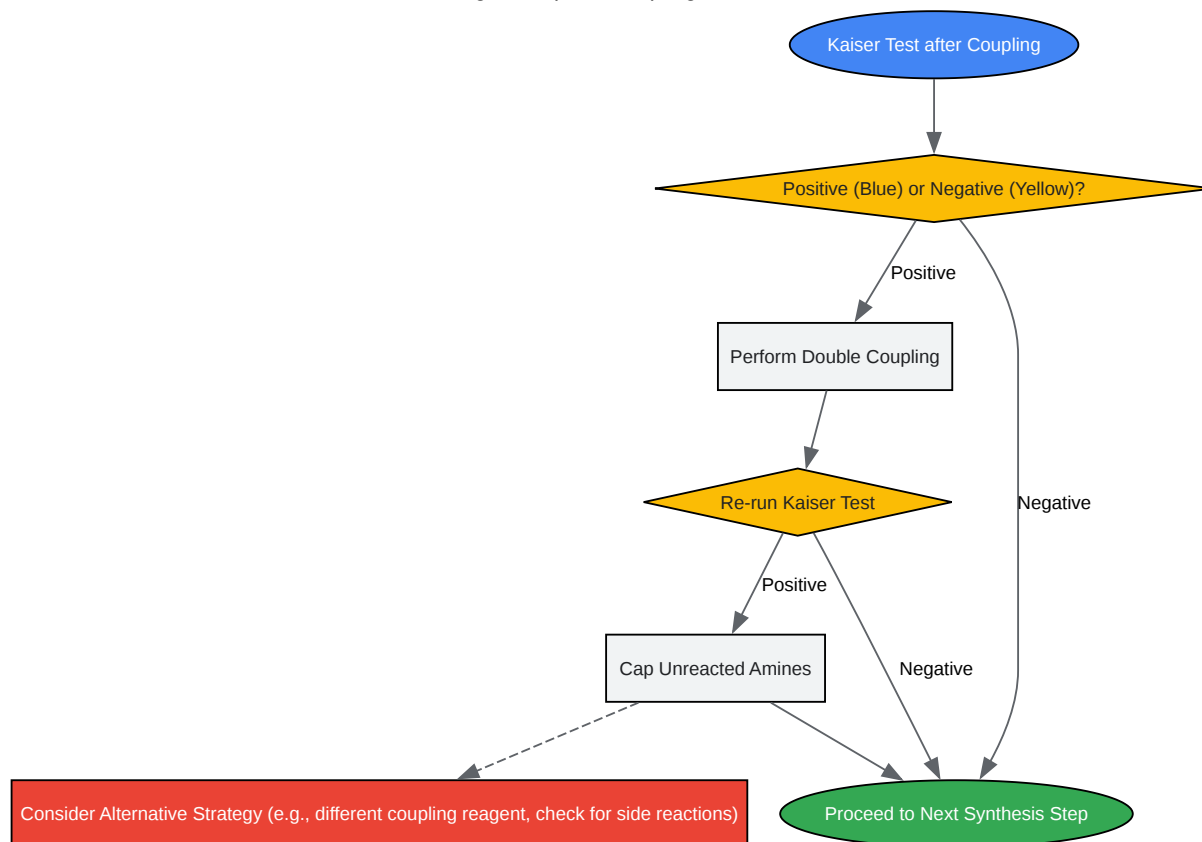 Kaiser Test after Coupling
Positive (Blue) or Negative (Yellow)?
Positive
Perform Double Coupling
Re-run Kaiser Test
Negative
Positive
Cap Unreacted Amines
Negative
Consider Alternative Strategy (e.g., different coupling reagent, check for side reactions)
Proceed to Next Synthesis Step